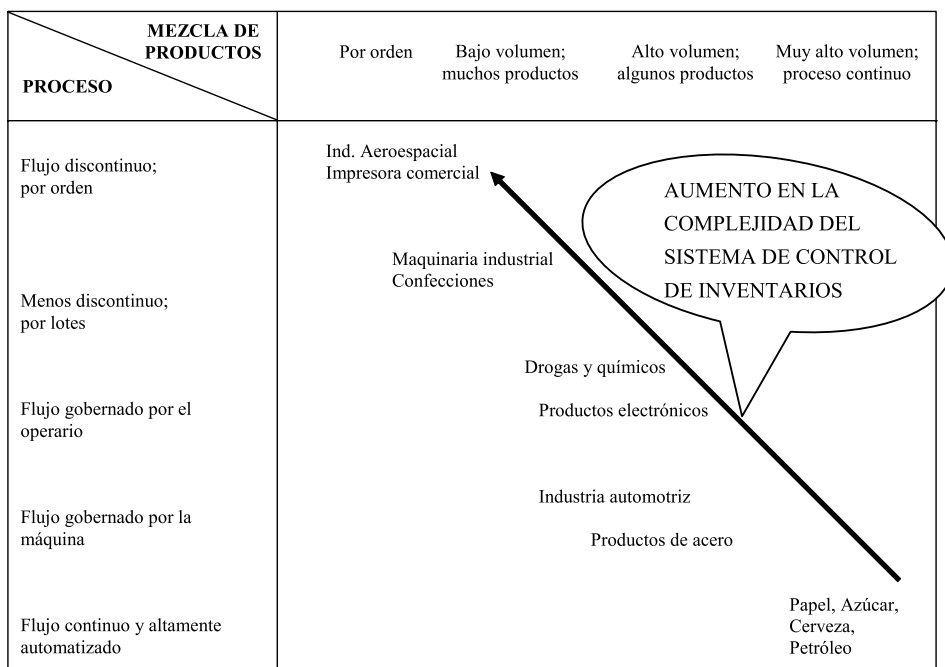 MEZCLA DE
PRODUCTOS
PROCESO
Por orden
Bajo volumen;
muchos productos
Alto volumen;
algunos productos
Muy alto volumen;
proceso continuo
Flujo discontinuo;
por orden
Ind. Aeroespacial
Impresora comercial
AUMENTO EN LA
COMPLEJIDAD DEL
SISTEMA DE CONTROL
DE INVENTARIOS
Maquinaria industrial
Confecciones
Menos discontinuo;
por lotes
Drogas y químicos
Flujo gobernado por el
operario
Productos electrónicos
Industria automotriz
Flujo gobernado por la
máquina
Productos de acero
Flujo continuo y altamente
automatizado
Papel, Azúcar,
Cerveza,
Petróleo